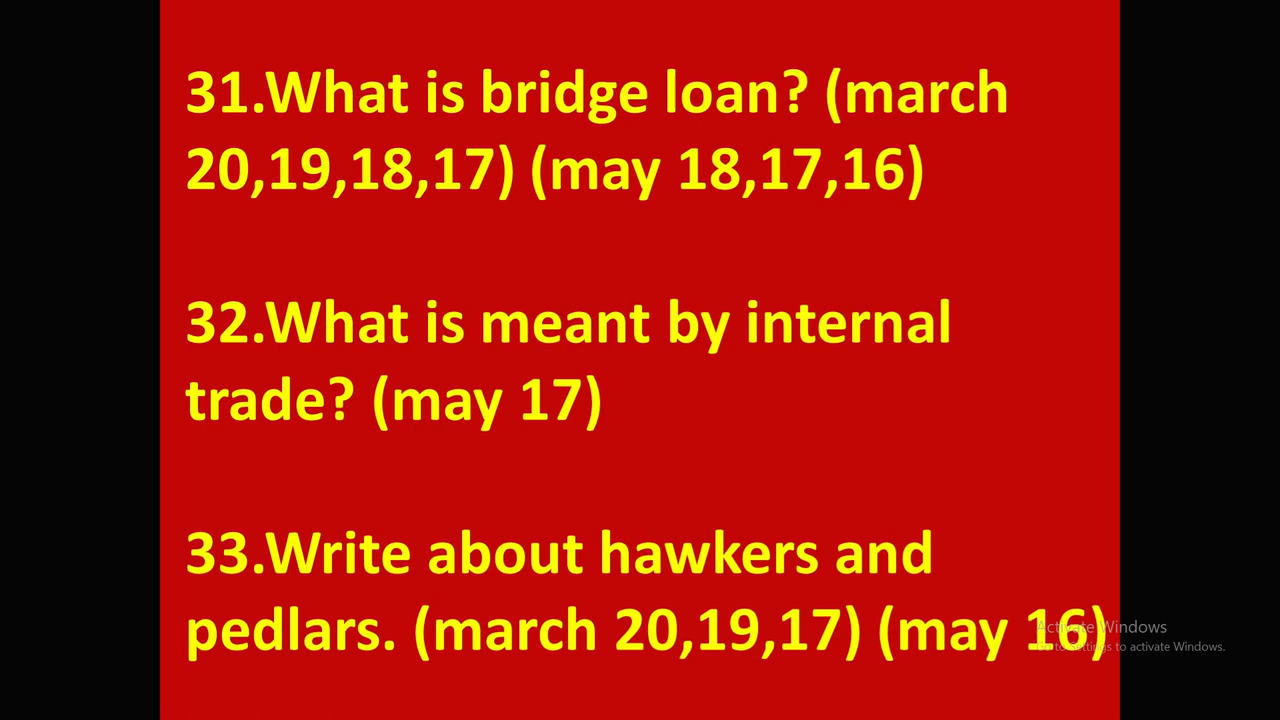 31.What is bridge loan? (march
20,19,18,17) (may 18,17,16)
32.What is meant by internal
trade? (may 17)
33.Write about hawkers and
pedlars. (march 20,19,17) (may 16)
Activate Windows
Go to Settings to activate Windows.